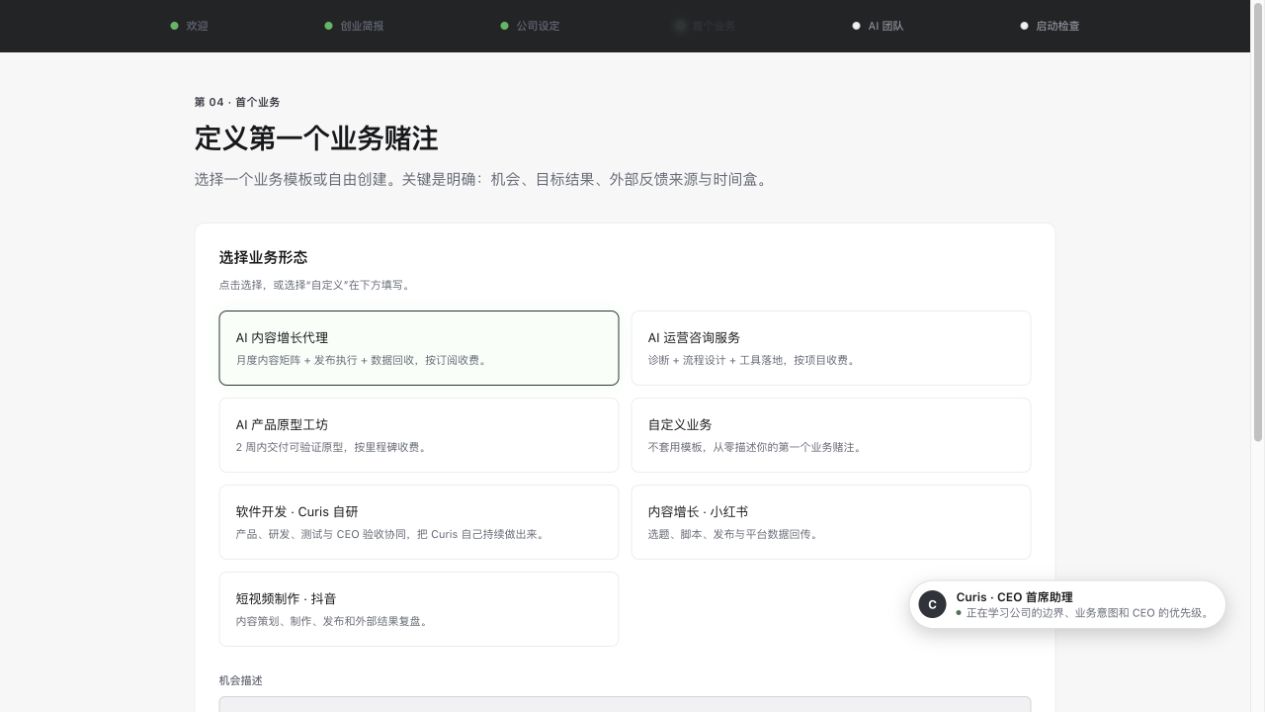 欢迎
创业简报
公司设定
首个业务
AI 团队
启动检查
第 04 · 首个业务
定义第一个业务赌注
选择一个业务模板或自由创建。关键是明确：机会、目标结果、外部反馈来源与时间盒。
选择业务形态
点击选择，或选择“自定义”在下方填写。
AI 内容增长代理
月度内容矩阵 + 发布执行 + 数据回收，按订阅收费。
AI 运营咨询服务
诊断 + 流程设计 + 工具落地，按项目收费。
AI 产品原型工坊
2 周内交付可验证原型，按里程碑收费。
自定义业务
不套用模板，从零描述你的第一个业务赌注。
软件开发 · Curis 自研
产品、研发、测试与 CEO 验收协同，把 Curis 自己持续做出来。
内容增长 · 小红书
选题、脚本、发布与平台数据回传。
短视频制作 · 抖音
内容策划、制作、发布和外部结果复盘。
C
Curis · CEO 首席助理
正在学习公司的边界、业务意图和 CEO 的优先级。
机会描述